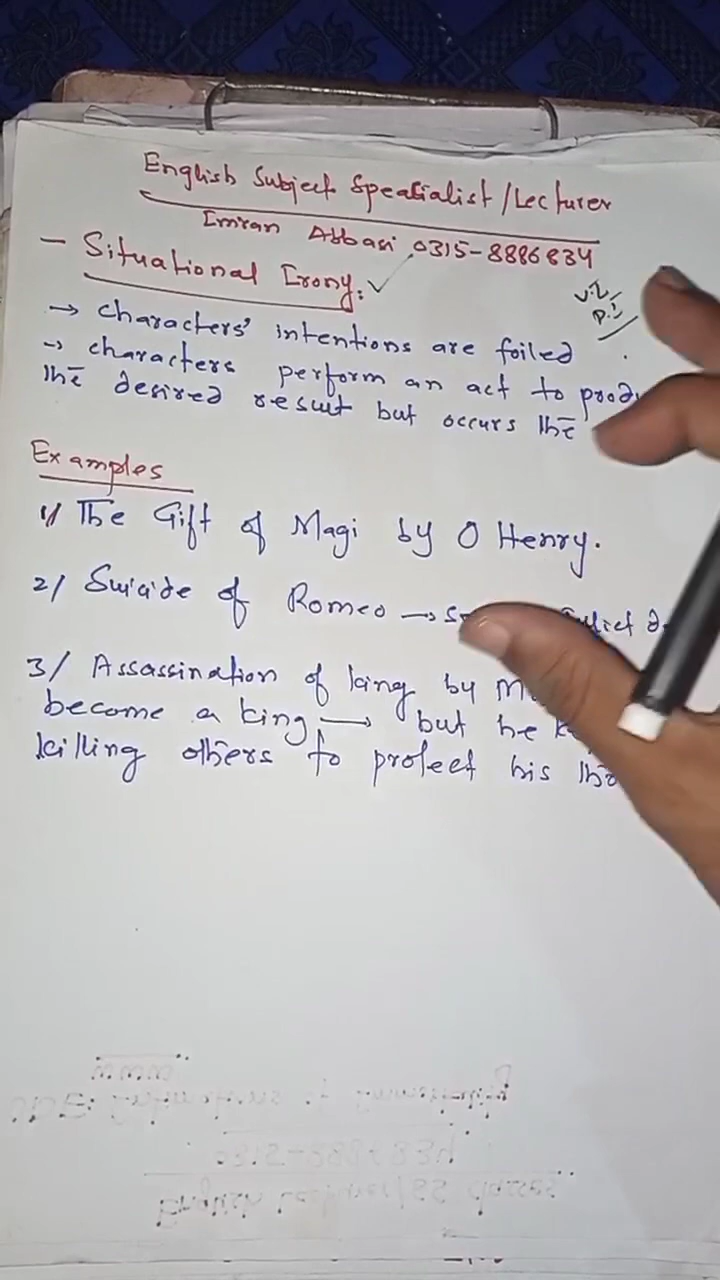 English Subject Specialist/Lecturer
Imran Abbasi 0315-8886834
- Situational Irony:
V.I
P.I
→ characters' intentions are foiled
→ characters perform an act to prod
the desired result but occurs the
Examples
1/ The Gift of Magi by O Henry.
2/ Suicide of Romeo →
3/ Assassination of king by M
become a king → but he
killing others to protect his